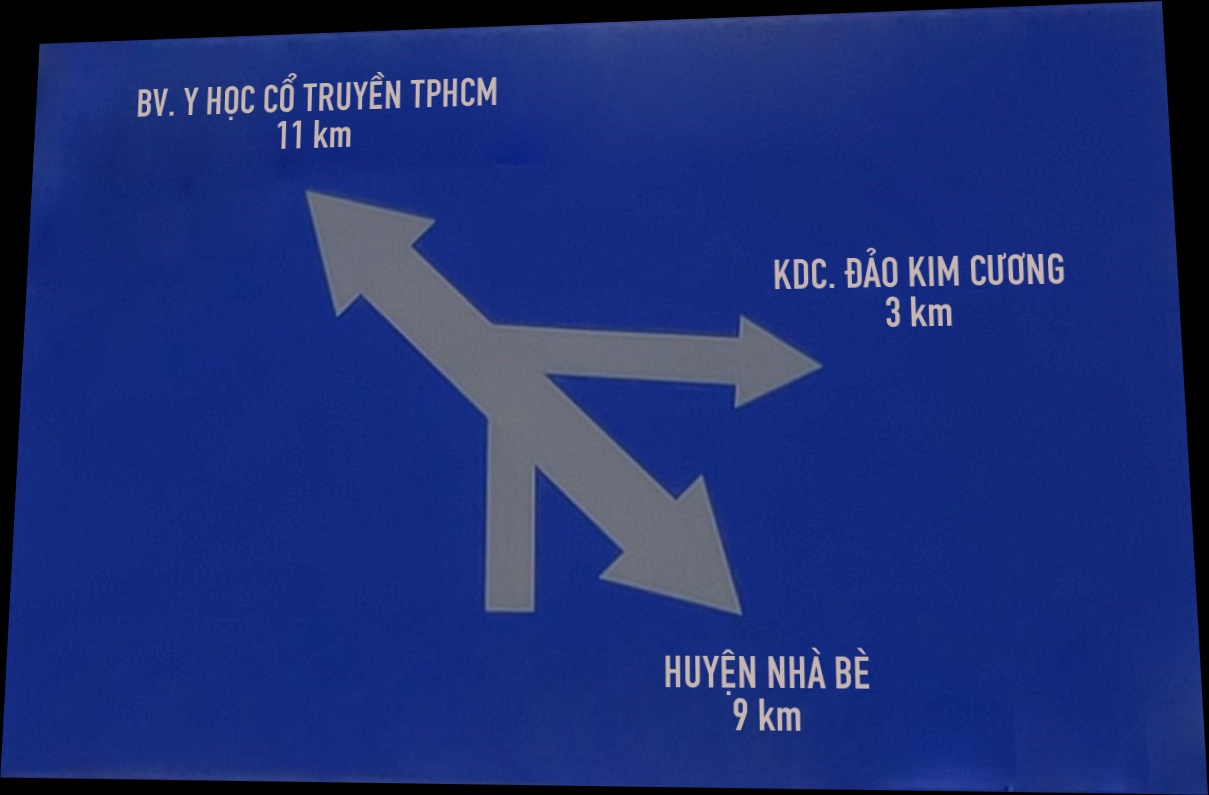 BV. Y HỌC CỔ TRUYỀN TPHCM
11 km
KDC. ĐẢO KIM CƯƠNG
3 km
HUYỆN NHÀ BÈ
9 km